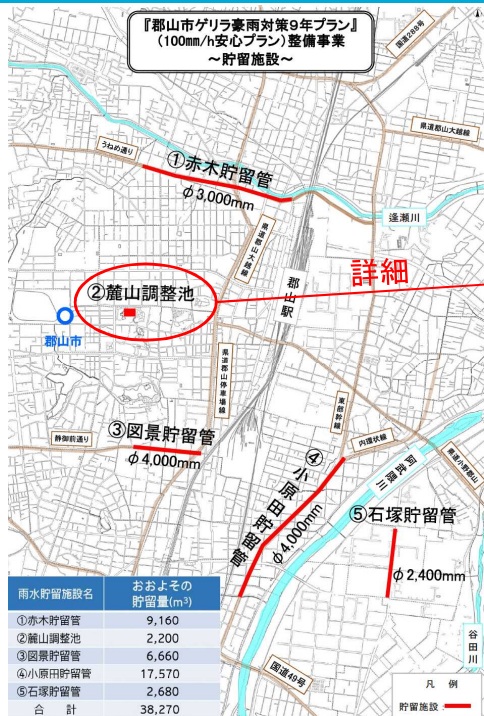 『郡山市ゲリラ豪雨対策9年プラン』
(100mm/h安心プラン)整備事業
～貯留施設～
国道288号
県道郡山大越線
うねめ通り
①赤木貯留管
φ3,000mm
逢瀬川
県道郡山大越線
詳細
②麓山調整池
郡山駅
郡山市
県道郡山停車場線
東部幹線
静御前通り
③図景貯留管
φ4,000mm
内環状線
県道小野郡山線
阿武隈川
④小原田貯留管
φ4,000mm
⑤石塚貯留管
φ2,400mm
谷田川
国道49号
雨水貯留施設名 おおよその貯留量(m³)
①赤木貯留管 9,160
②麓山調整池 2,200
③図景貯留管 6,660
④小原田貯留管 17,570
⑤石塚貯留管 2,680
合 計 38,270
凡 例
貯留施設